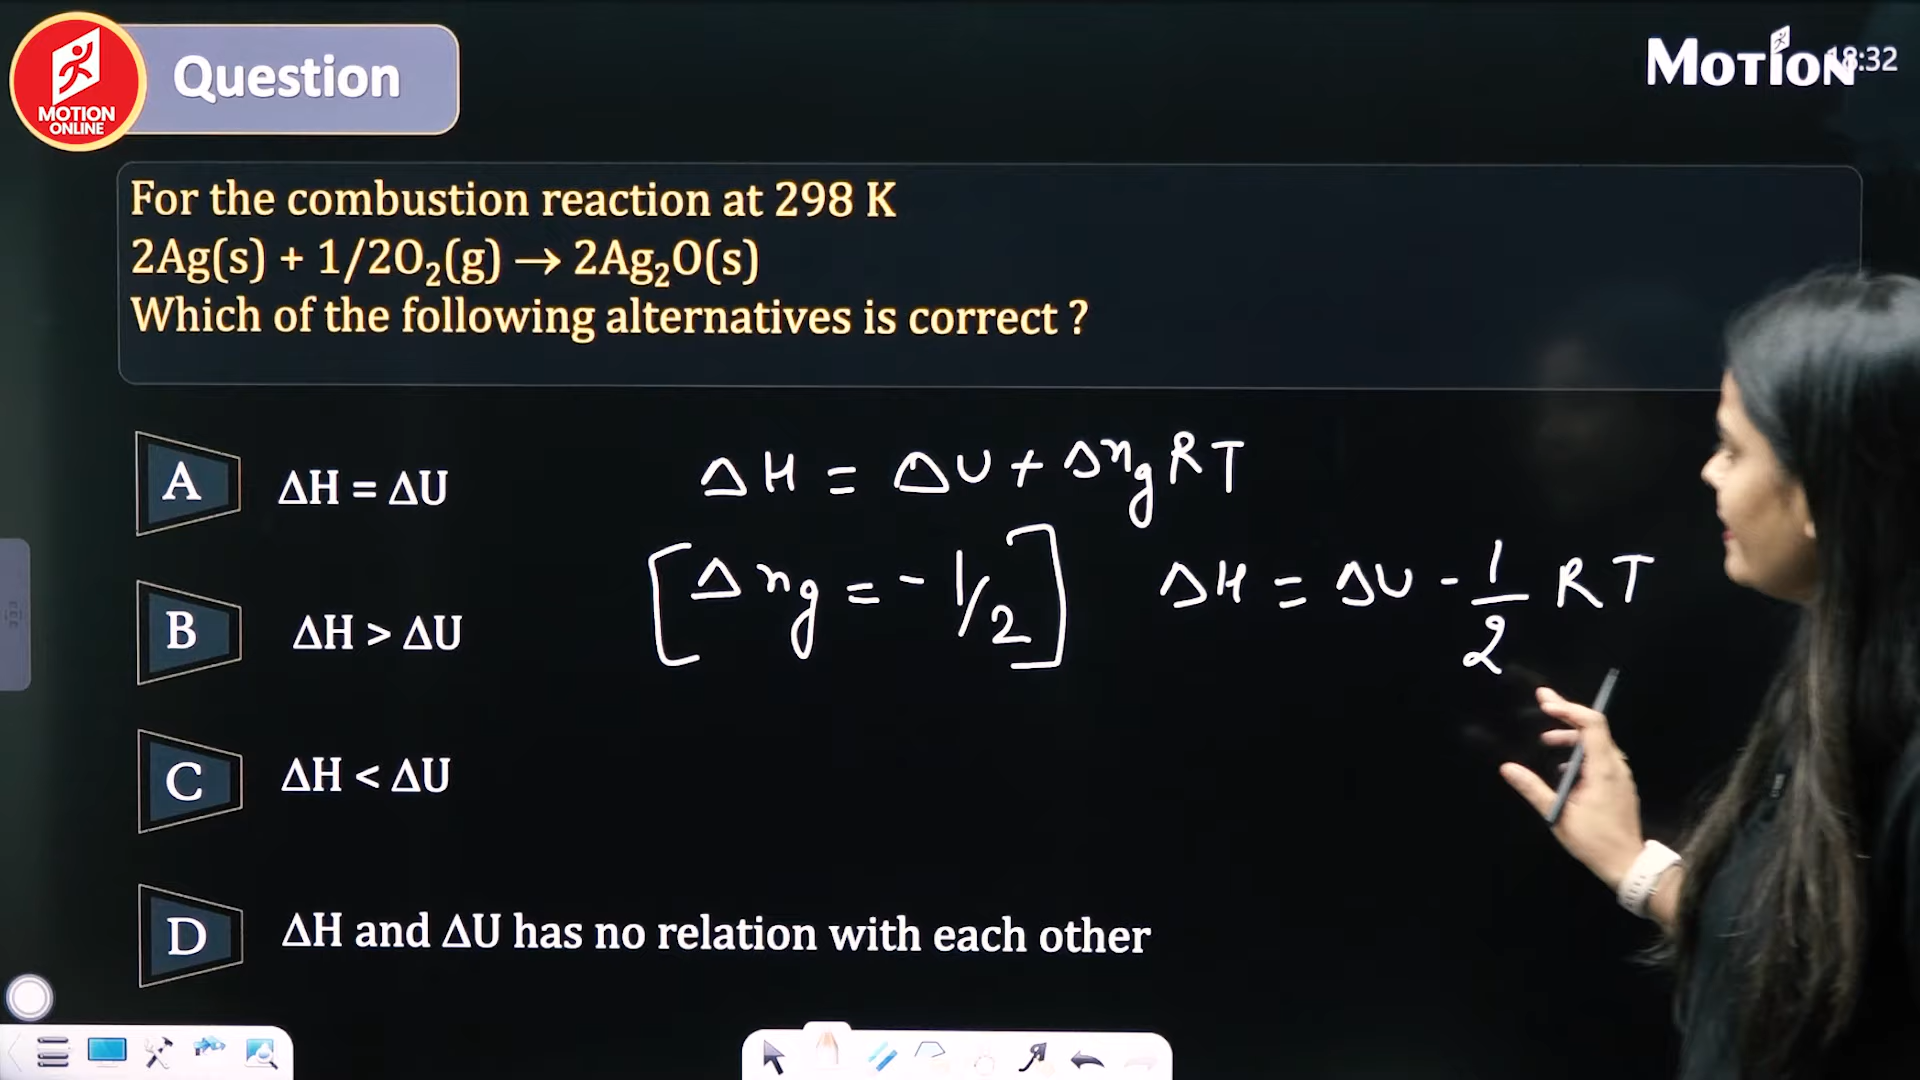 MOTION
ONLINE
Question
MOTION
18:32
For the combustion reaction at 298 K
2Ag(s) + 1/2O₂(g) → 2Ag₂O(s)
Which of the following alternatives is correct ?
A ΔH = ΔU
B ΔH > ΔU
C ΔH < ΔU
D ΔH and ΔU has no relation with each other
ΔH = ΔU + Δng RT
[Δng = -1/2]
ΔH = ΔU - 1/2 RT